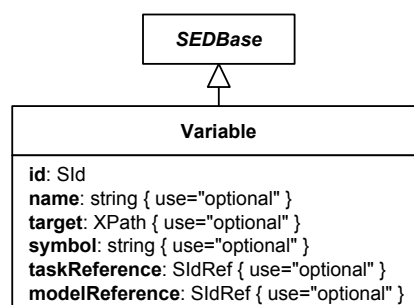 SEDBase
Variable
id: SId
name: string { use="optional" }
target: XPath { use="optional" }
symbol: string { use="optional" }
taskReference: SIdRef { use="optional" }
modelReference: SIdRef { use="optional" }